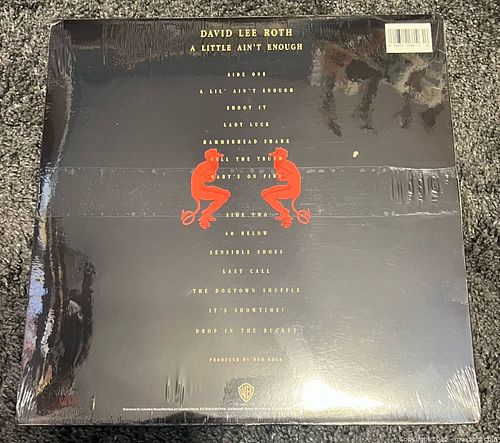 DAVID LEE ROTH
A LITTLE AIN'T ENOUGH
SIDE ONE
A LIL' AIN'T ENOUGH
SHOOT IT
LADY LUCK
HAMMERHEAD SHARK
TELL THE TRUTH
BABY'S ON FIRE
SIDE TWO
40 BELOW
SENSIBLE SHOES
LAST CALL
THE DOGTOWN SHUFFLE
IT'S SHOWTIME!
DROP IN THE BUCKET
PRODUCED BY BOB ROCK
WB